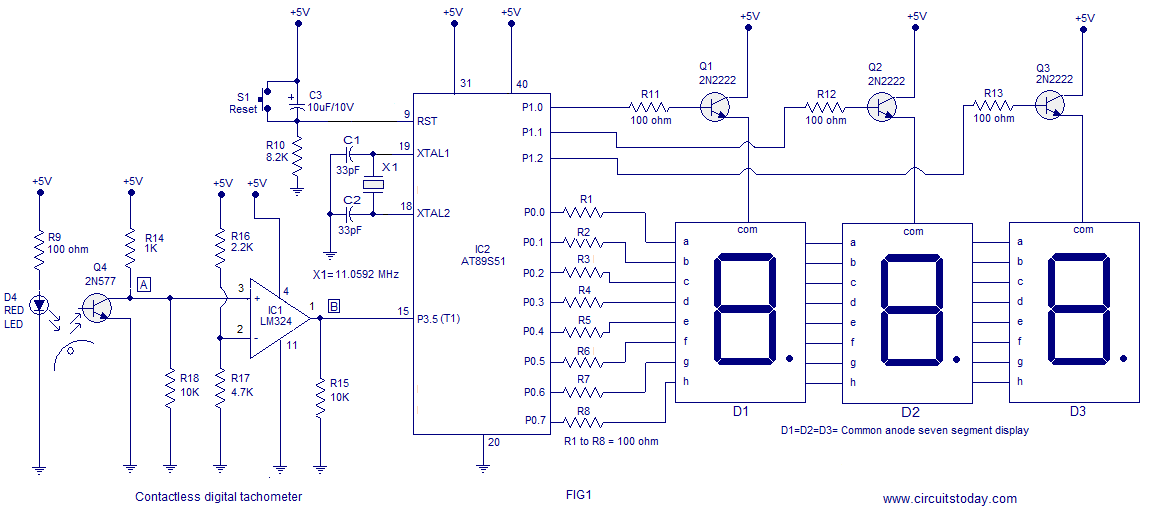 +5V
+5V
+5V
+5V
+5V
+5V
S1
Reset
C3
10uF/10V
+
31
40
Q1
2N2222
Q2
2N2222
Q3
2N2222
R11
100 ohm
R12
100 ohm
R13
100 ohm
9
RST
P1.0
P1.1
P1.2
R10
8.2K
C1
33pF
19
XTAL1
X1
C2
33pF
18
XTAL2
X1=11.0592 MHz
IC2
AT89S51
+5V
+5V
+5V
+5V
R9
100 ohm
R14
1K
R16
2.2K
Q4
2N577
A
D4
RED
LED
3
+
4
IC1
LM324
1
B
2
-
11
15
P3.5 (T1)
R18
10K
R17
4.7K
R15
10K
20
P0.0
R1
P0.1
R2
P0.2
R3
P0.3
R4
P0.4
R5
P0.5
R6
P0.6
R7
P0.7
R8
R1 to R8 = 100 ohm
com
a
b
c
d
e
f
g
h
D1
com
a
b
c
d
e
f
g
h
D2
com
a
b
c
d
e
f
g
h
D3
D1=D2=D3= Common anode seven segment display
Contactless digital tachometer
FIG1
www.circuitstoday.com